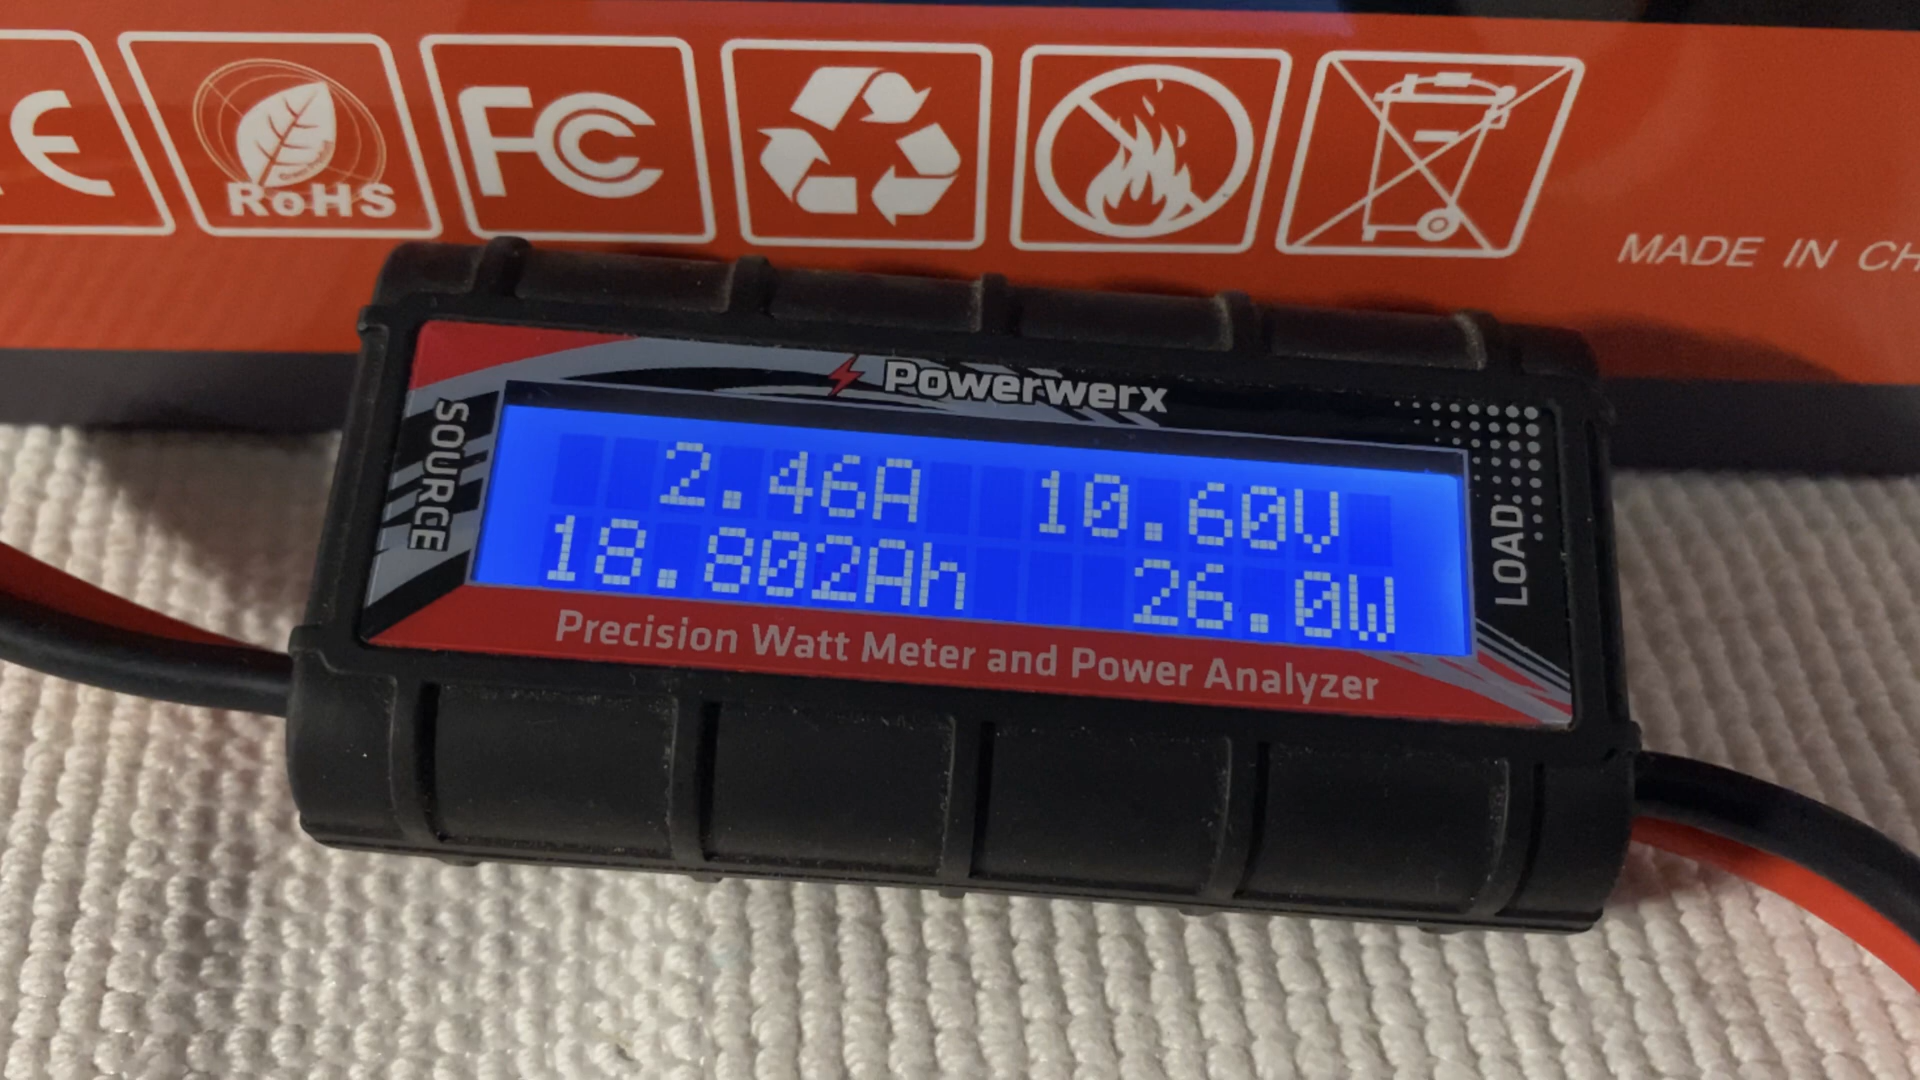 CE
RoHS
FC
MADE IN CH
Powerwerx
SOURCE
2.46A 10.60V
18.802Ah 26.0W
LOAD
Precision Watt Meter and Power Analyzer